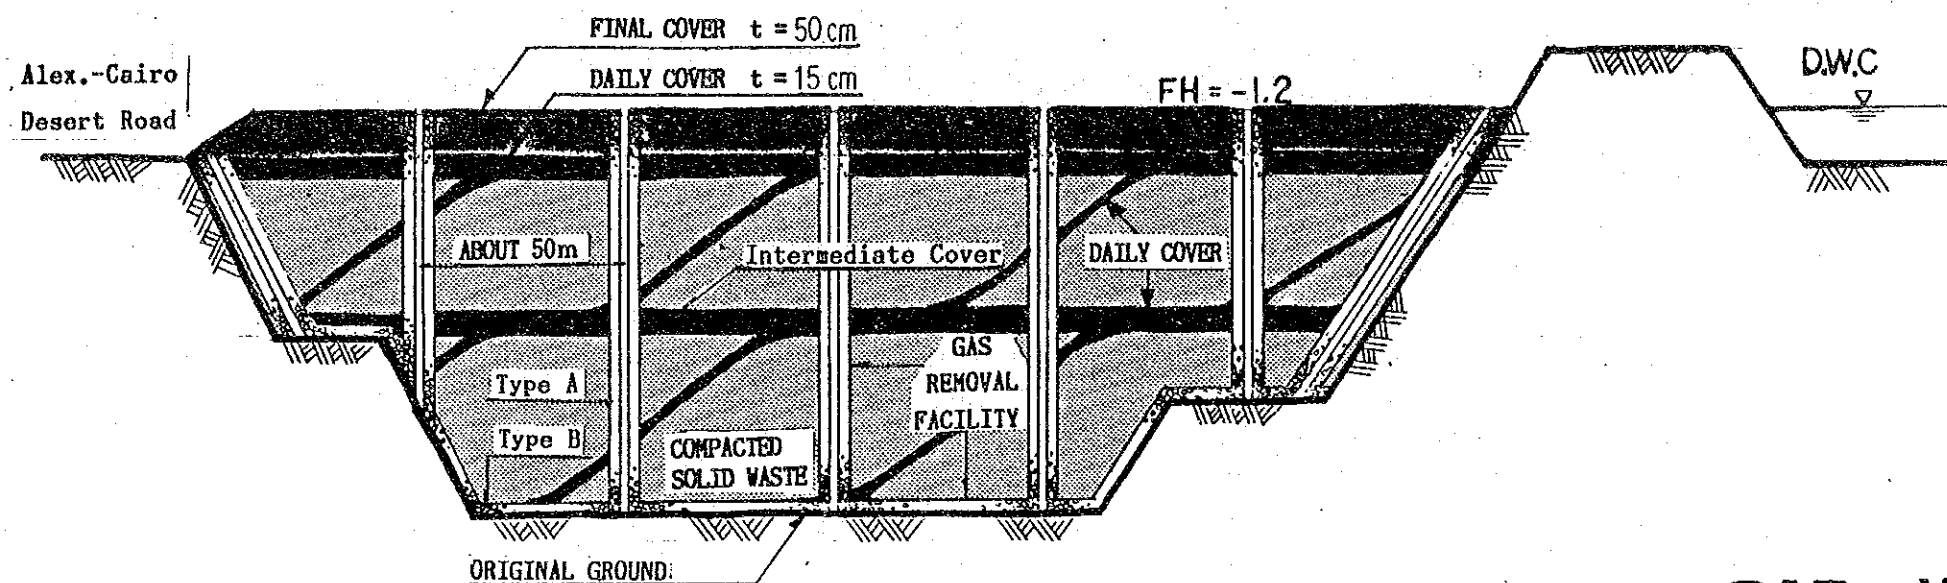 FINAL COVER t = 50 cm
DAILY COVER t = 15 cm
Alex.-Cairo
Desert Road
FH = -1.2
D.W.C
ABOUT 50m
Intermediate Cover
DAILY COVER
GAS
REMOVAL
FACILITY
Type A
Type B
COMPACTED
SOLID WASTE
ORIGINAL GROUND